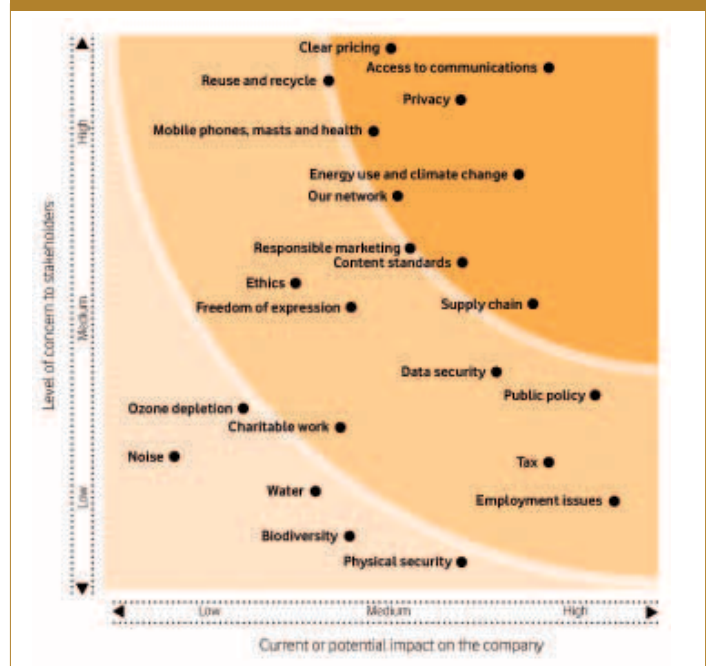 Clear pricing
Access to communications
Reuse and recycle
Privacy
Mobile phones, masts and health
High
Energy use and climate change
Our network
Level of concern to stakeholders
Responsible marketing
Content standards
Ethics
Supply chain
Freedom of expression
Medium
Data security
Public policy
Ozone depletion
Charitable work
Noise
Tax
Water
Low
Employment issues
Biodiversity
Physical security
Low
Medium
High
Current or potential impact on the company